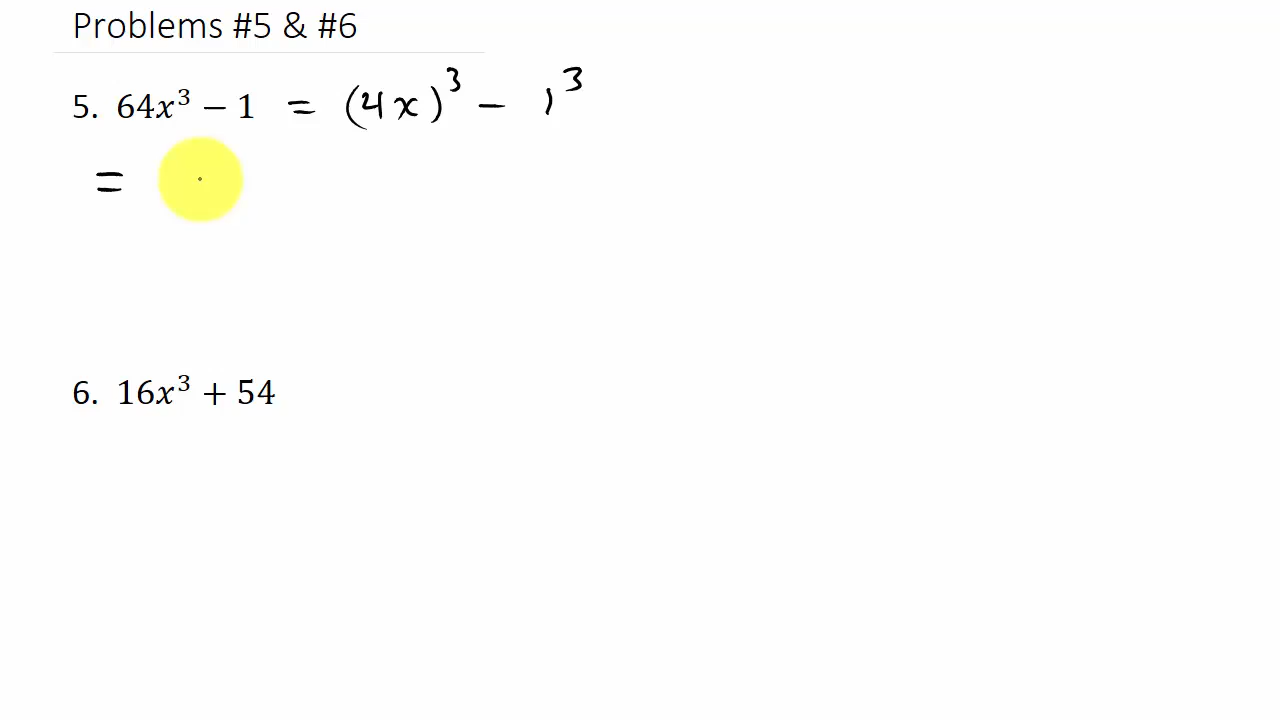 Problems #5 & #6
5. 64x³ − 1 = (4x)³ − 1³
=
6. 16x³ + 54